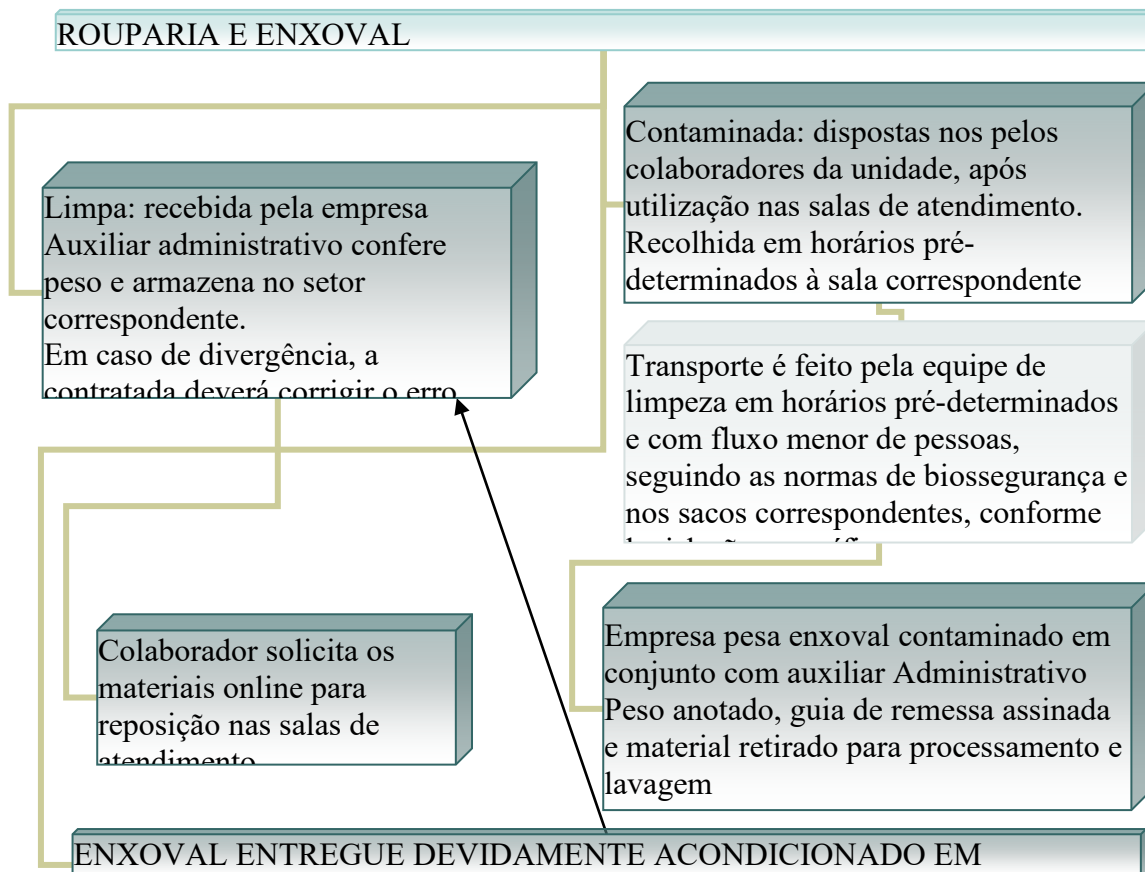 ROUPARIA E ENXOVAL
Limpa: recebida pela empresa
Auxiliar administrativo confere
peso e armazena no setor
correspondente.
Em caso de divergência, a
contratada deverá corrigir o erro
Contaminada: dispostas nos pelos
colaboradores da unidade, após
utilização nas salas de atendimento.
Recolhida em horários pré-
determinados à sala correspondente
Transporte é feito pela equipe de
limpeza em horários pré-determinados
e com fluxo menor de pessoas,
seguindo as normas de biossegurança e
nos sacos correspondentes, conforme
Colaborador solicita os
materiais online para
reposição nas salas de
atendimento
Empresa pesa enxoval contaminado em
conjunto com auxiliar Administrativo
Peso anotado, guia de remessa assinada
e material retirado para processamento e
lavagem
ENXOVAL ENTREGUE DEVIDAMENTE ACONDICIONADO EM